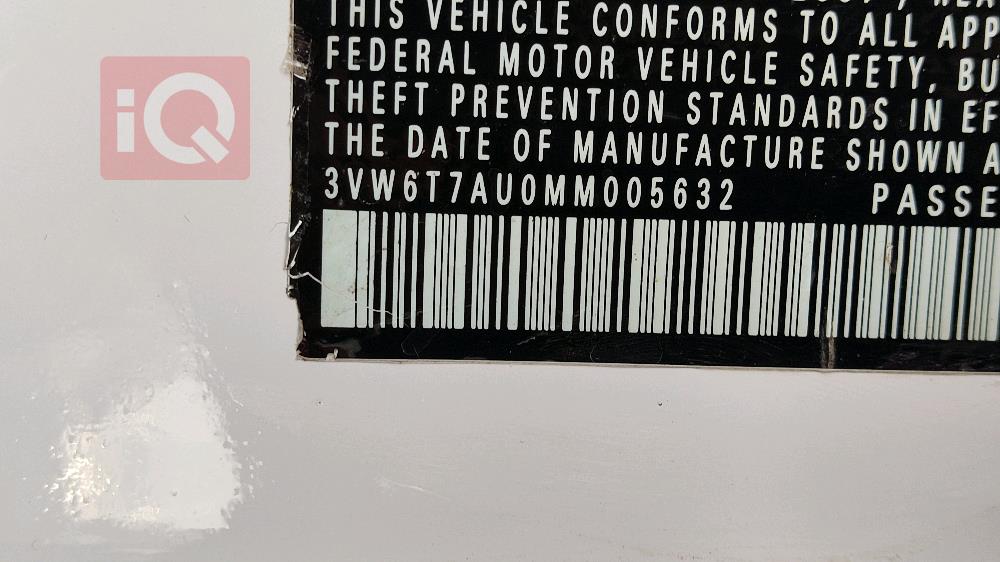 THIS VEHICLE CONFORMS TO ALL APP
FEDERAL MOTOR VEHICLE SAFETY, BU
THEFT PREVENTION STANDARDS IN EF
THE DATE OF MANUFACTURE SHOWN A
3VW6T7AU0MM005632 PASSE
iQ